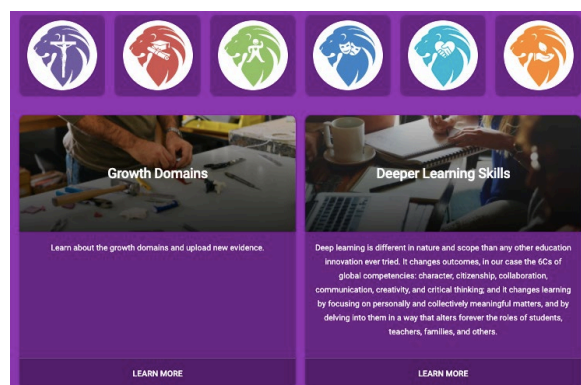 Growth Domains
Learn about the growth domains and upload new evidence.
LEARN MORE
Deeper Learning Skills
Deep learning is different in nature and scope than any other education
innovation ever tried. It changes outcomes, in our case the 6Cs of
global competencies: character, citizenship, collaboration,
communication, creativity, and critical thinking; and it changes learning
by focusing on personally and collectively meaningful matters, and by
delving into them in a way that alters forever the roles of students,
teachers, families, and others.
LEARN MORE